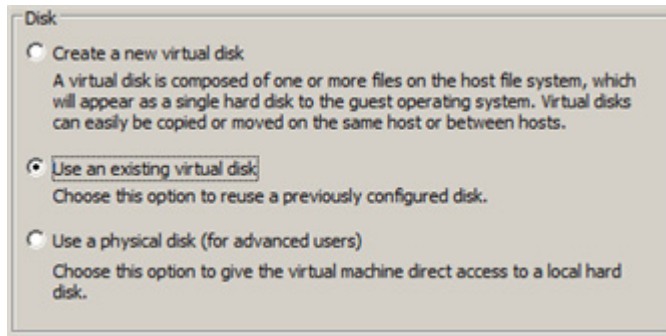 Disk
Create a new virtual disk
A virtual disk is composed of one or more files on the host file system, which
will appear as a single hard disk to the guest operating system. Virtual disks
can easily be copied or moved on the same host or between hosts.
Use an existing virtual disk
Choose this option to reuse a previously configured disk.
Use a physical disk (for advanced users)
Choose this option to give the virtual machine direct access to a local hard
disk.